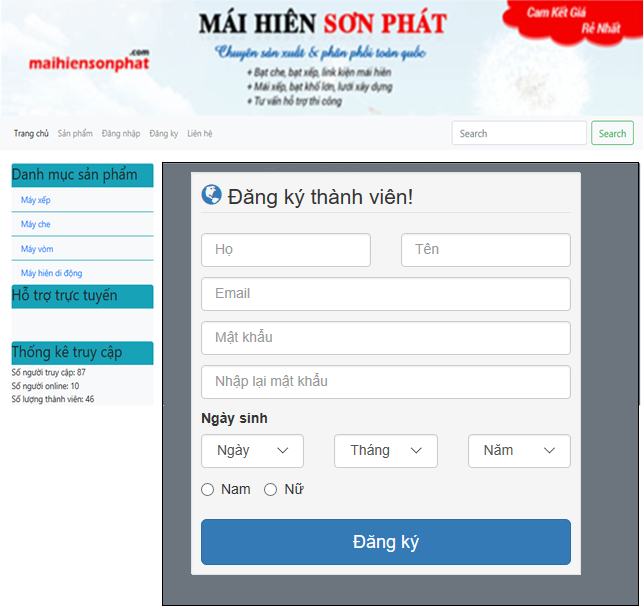 MÁI HIÊN SƠN PHÁT
Cam Kết Giá
Rẻ Nhất
.com
maihiensonphat
Chuyên sản xuất & phân phối toàn quốc
+ Bạt che, bạt xếp, linh kiện mái hiên
+ Mái xếp, bạt khổ lớn, lưới xây dựng
+ Tư vấn hỗ trợ thi công
Trang chủ Sản phẩm Đăng nhập Đăng ky Liên hệ Search Search
Danh mục sản phẩm
Máy xếp
Máy che
Máy vòm
Máy hiên di động
Hỗ trợ trực tuyến
Thống kê truy cập
Số người truy cập: 87
Số người online: 10
Số lượng thành viên: 46
Đăng ký thành viên!
Họ Tên
Email
Mật khẩu
Nhập lại mật khẩu
Ngày sinh
Ngày Tháng Năm
Nam Nữ
Đăng ký